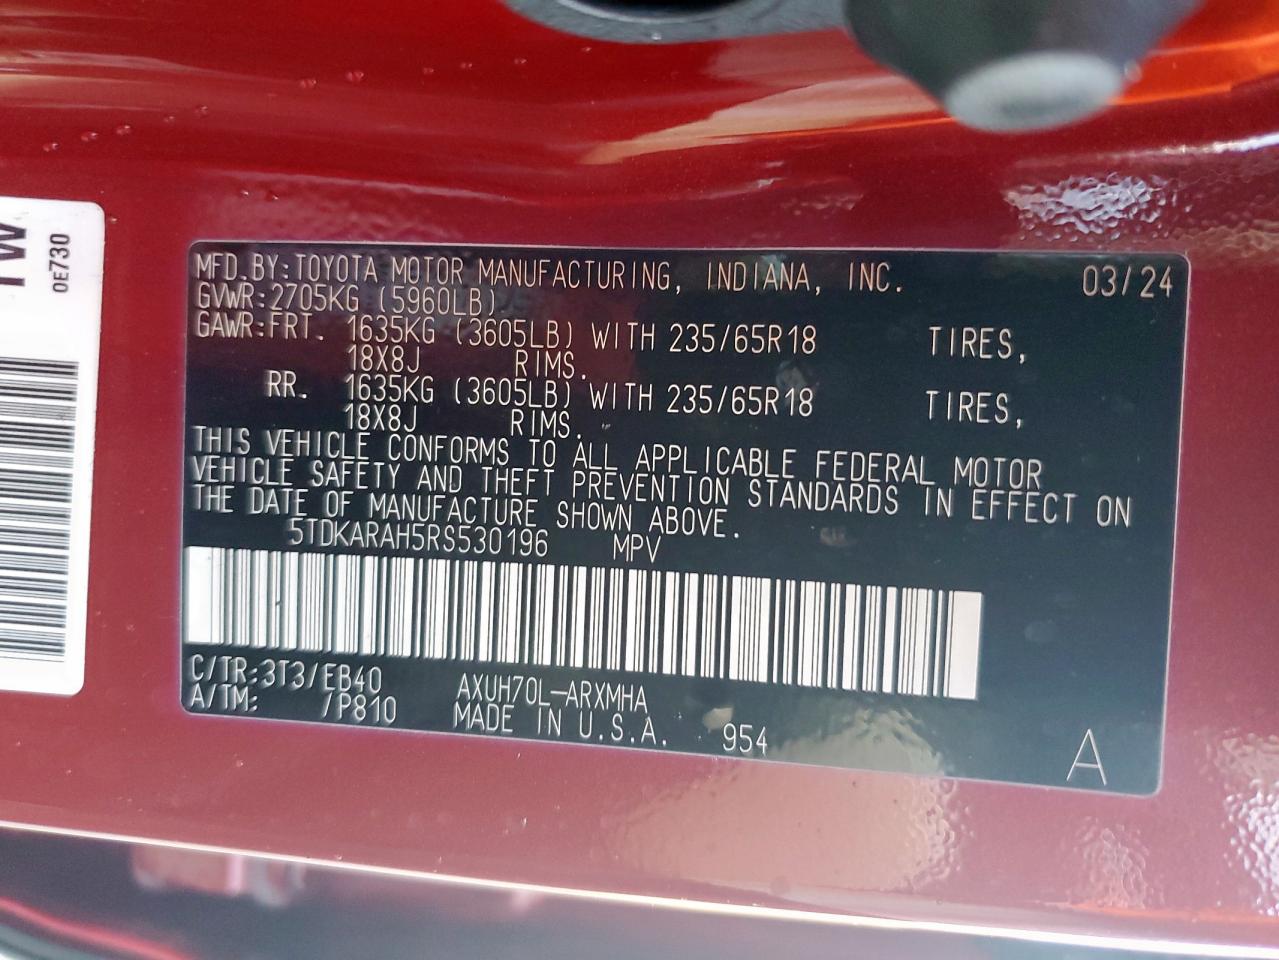 MFD.BY:TOYOTA MOTOR MANUFACTURING, INDIANA, INC. 03/24
GVWR:2705KG (5960LB)
GAWR:FRT. 1635KG (3605LB) WITH 235/65R18 TIRES,
18X8J RIMS.
RR. 1635KG (3605LB) WITH 235/65R18 TIRES,
18X8J RIMS.
THIS VEHICLE CONFORMS TO ALL APPLICABLE FEDERAL MOTOR
VEHICLE SAFETY AND THEFT PREVENTION STANDARDS IN EFFECT ON
THE DATE OF MANUFACTURE SHOWN ABOVE.
5TDKARAH5RS530196 MPV
C/TR:3T3/EB40 AXUH70L-ARXMHA
A/TM: /P810 MADE IN U.S.A. 954
A
0E730